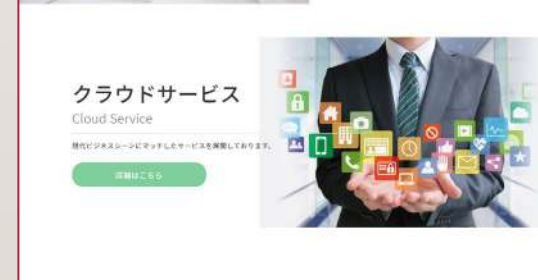 クラウドサービス
Cloud Service
現代ビジネスシーンにマッチしたサービスを展開しております。
詳細はこちら